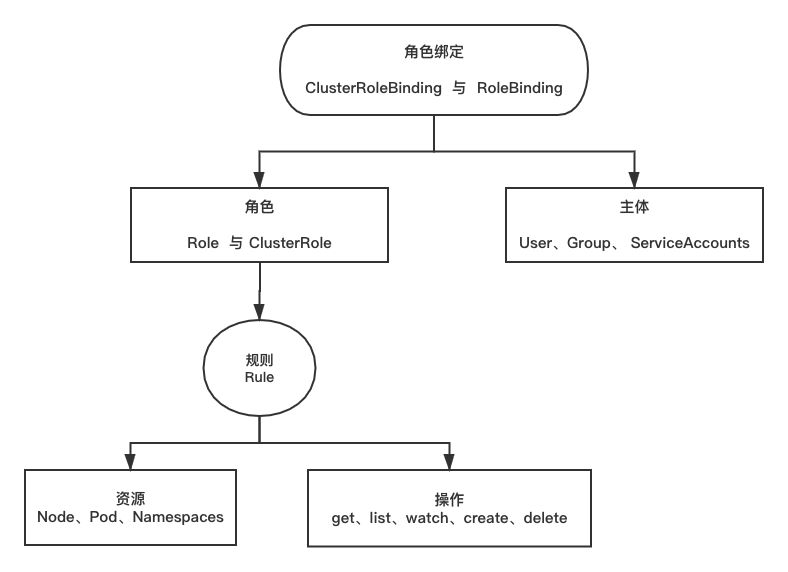 角色绑定
ClusterRoleBinding 与 RoleBinding
角色
Role 与 ClusterRole
主体
User、Group、 ServiceAccounts
规则
Rule
资源
Node、Pod、Namespaces
操作
get、list、watch、create、delete